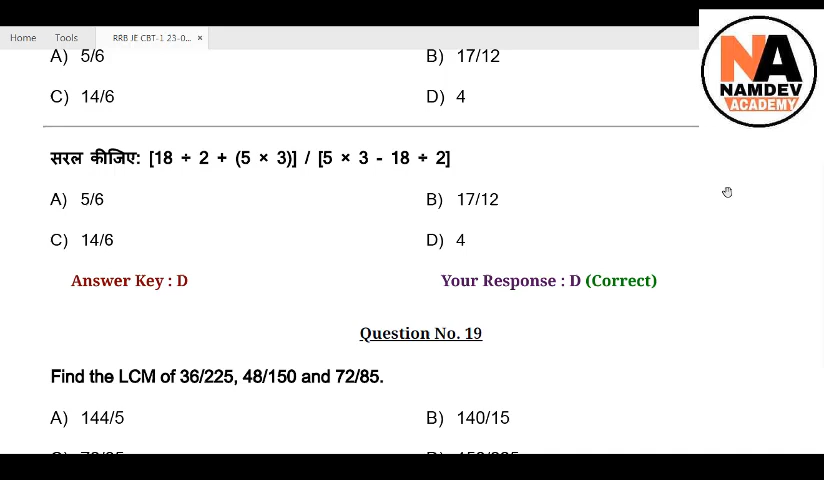 Home Tools RRB JE CBT-1 23-0... ×
NA
NAMDEV
ACADEMY
A) 5/6 B) 17/12
C) 14/6 D) 4
सरल कीजिए: [18 ÷ 2 + (5 × 3)] / [5 × 3 - 18 ÷ 2]
A) 5/6 B) 17/12
C) 14/6 D) 4
Answer Key : D Your Response : D (Correct)
Question No. 19
Find the LCM of 36/225, 48/150 and 72/85.
A) 144/5 B) 140/15